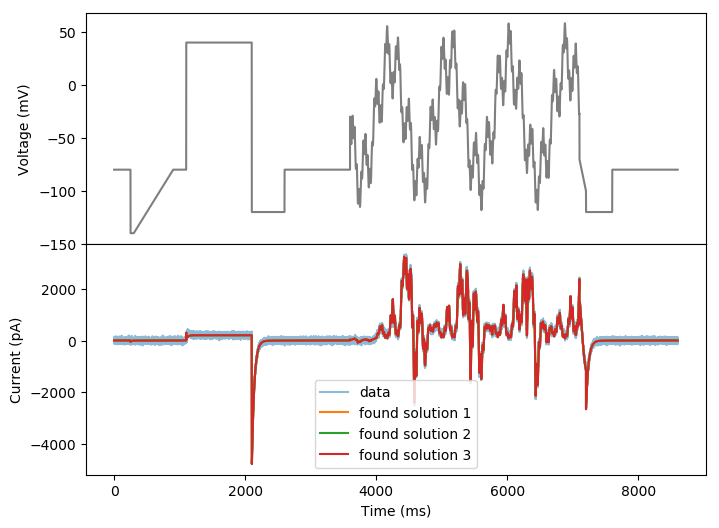 50
0
−50
−100
−150
Voltage (mV)
2000
0
−2000
−4000
Current (pA)
data
found solution 1
found solution 2
found solution 3
0
2000
4000
6000
8000
Time (ms)